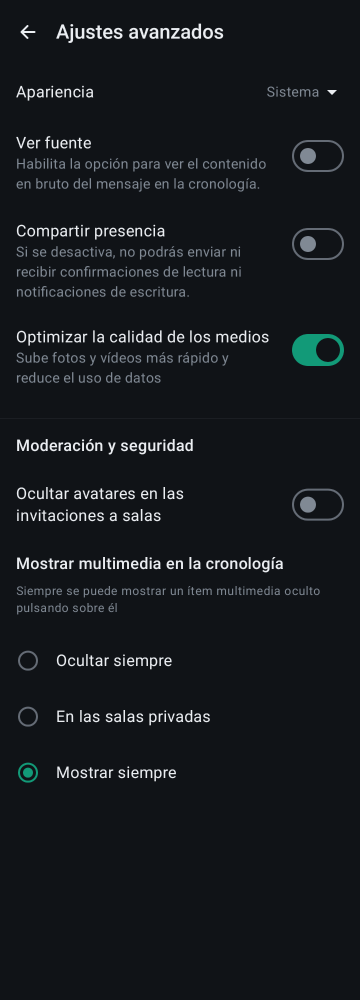 Ajustes avanzados
Apariencia
Sistema
Ver fuente
Habilita la opción para ver el contenido
en bruto del mensaje en la cronología.
Compartir presencia
Si se desactiva, no podrás enviar ni
recibir confirmaciones de lectura ni
notificaciones de escritura.
Optimizar la calidad de los medios
Sube fotos y vídeos más rápido y
reduce el uso de datos
Moderación y seguridad
Ocultar avatares en las
invitaciones a salas
Mostrar multimedia en la cronología
Siempre se puede mostrar un ítem multimedia oculto
pulsando sobre él
Ocultar siempre
En las salas privadas
Mostrar siempre